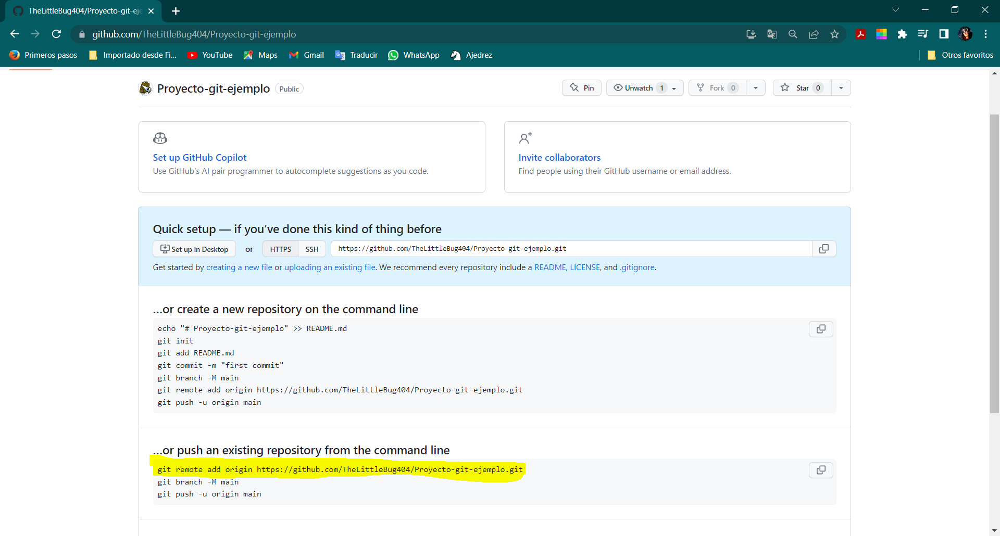 TheLittleBug404/Proyecto-git-eje
github.com/TheLittleBug404/Proyecto-git-ejemplo
Primeros pasos
Importado desde Fi...
YouTube
Maps
Gmail
Traducir
WhatsApp
Ajedrez
Otros favoritos
Proyecto-git-ejemplo
Public
Pin
Unwatch 1
Fork 0
Star 0
Set up GitHub Copilot
Use GitHub's AI pair programmer to autocomplete suggestions as you code.
Invite collaborators
Find people using their GitHub username or email address.
Quick setup — if you’ve done this kind of thing before
Set up in Desktop
or
HTTPS
SSH
https://github.com/TheLittleBug404/Proyecto-git-ejemplo.git
Get started by creating a new file or uploading an existing file. We recommend every repository include a README, LICENSE, and .gitignore.
…or create a new repository on the command line
echo "# Proyecto-git-ejemplo" >> README.md
git init
git add README.md
git commit -m "first commit"
git branch -M main
git remote add origin https://github.com/TheLittleBug404/Proyecto-git-ejemplo.git
git push -u origin main
…or push an existing repository from the command line
git remote add origin https://github.com/TheLittleBug404/Proyecto-git-ejemplo.git
git branch -M main
git push -u origin main